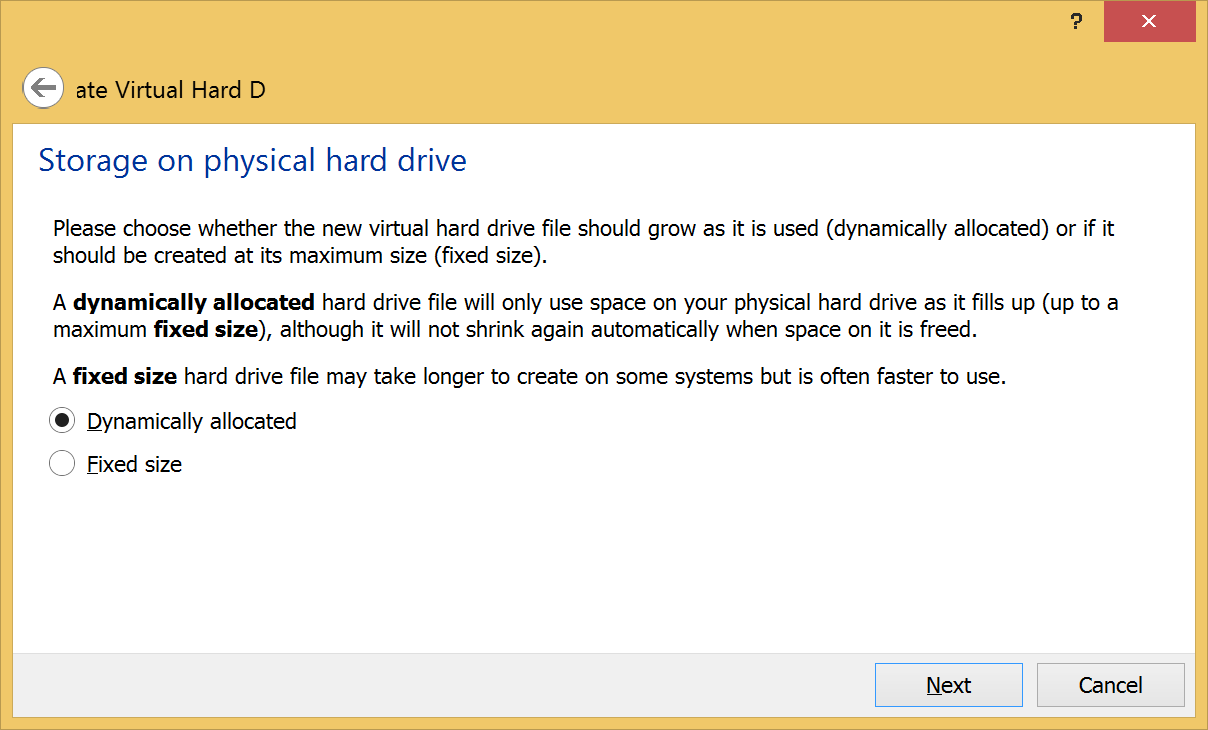 ?
ate Virtual Hard D
Storage on physical hard drive
Please choose whether the new virtual hard drive file should grow as it is used (dynamically allocated) or if it
should be created at its maximum size (fixed size).
A dynamically allocated hard drive file will only use space on your physical hard drive as it fills up (up to a
maximum fixed size), although it will not shrink again automatically when space on it is freed.
A fixed size hard drive file may take longer to create on some systems but is often faster to use.
Dynamically allocated
Fixed size
Next Cancel